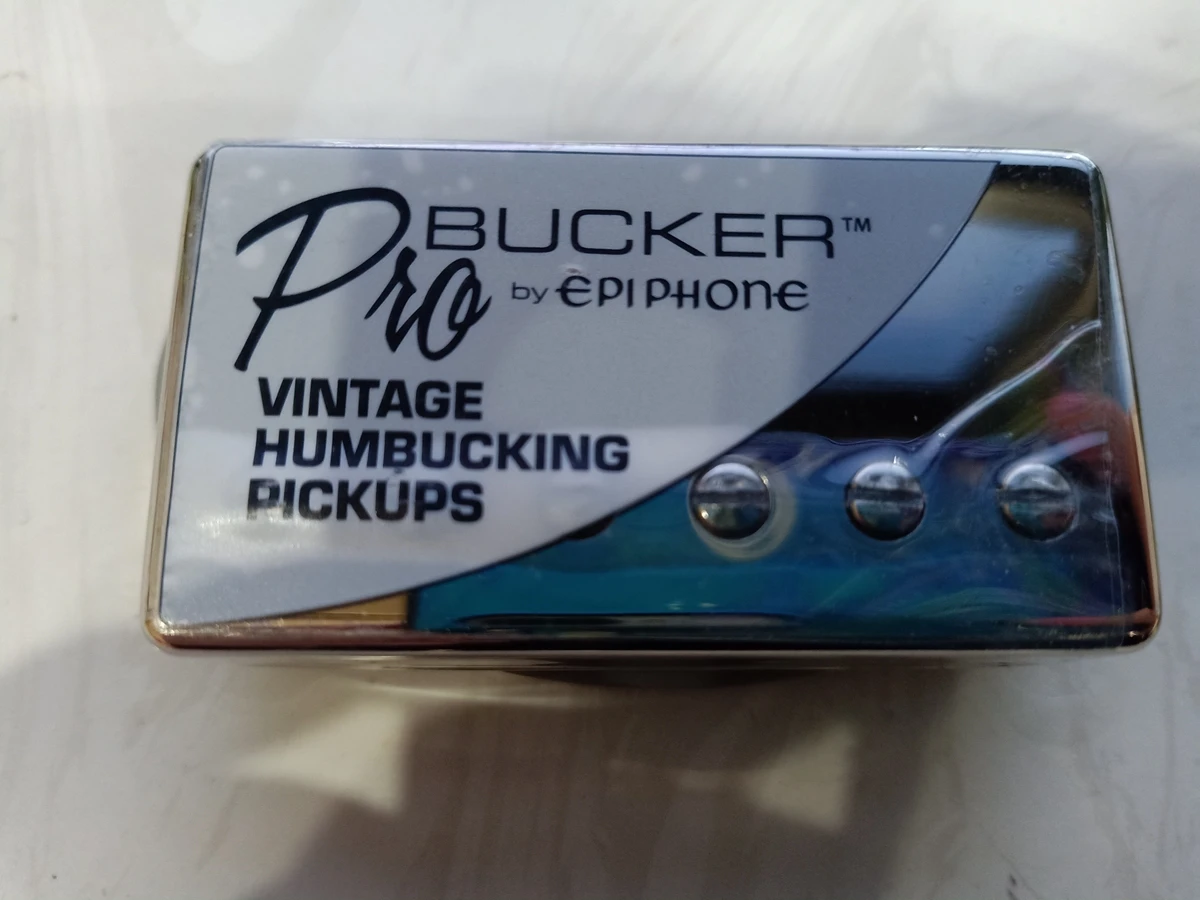 Pro BUCKER™
by EPIPHONE
VINTAGE
HUMBUCKING
PICKUPS